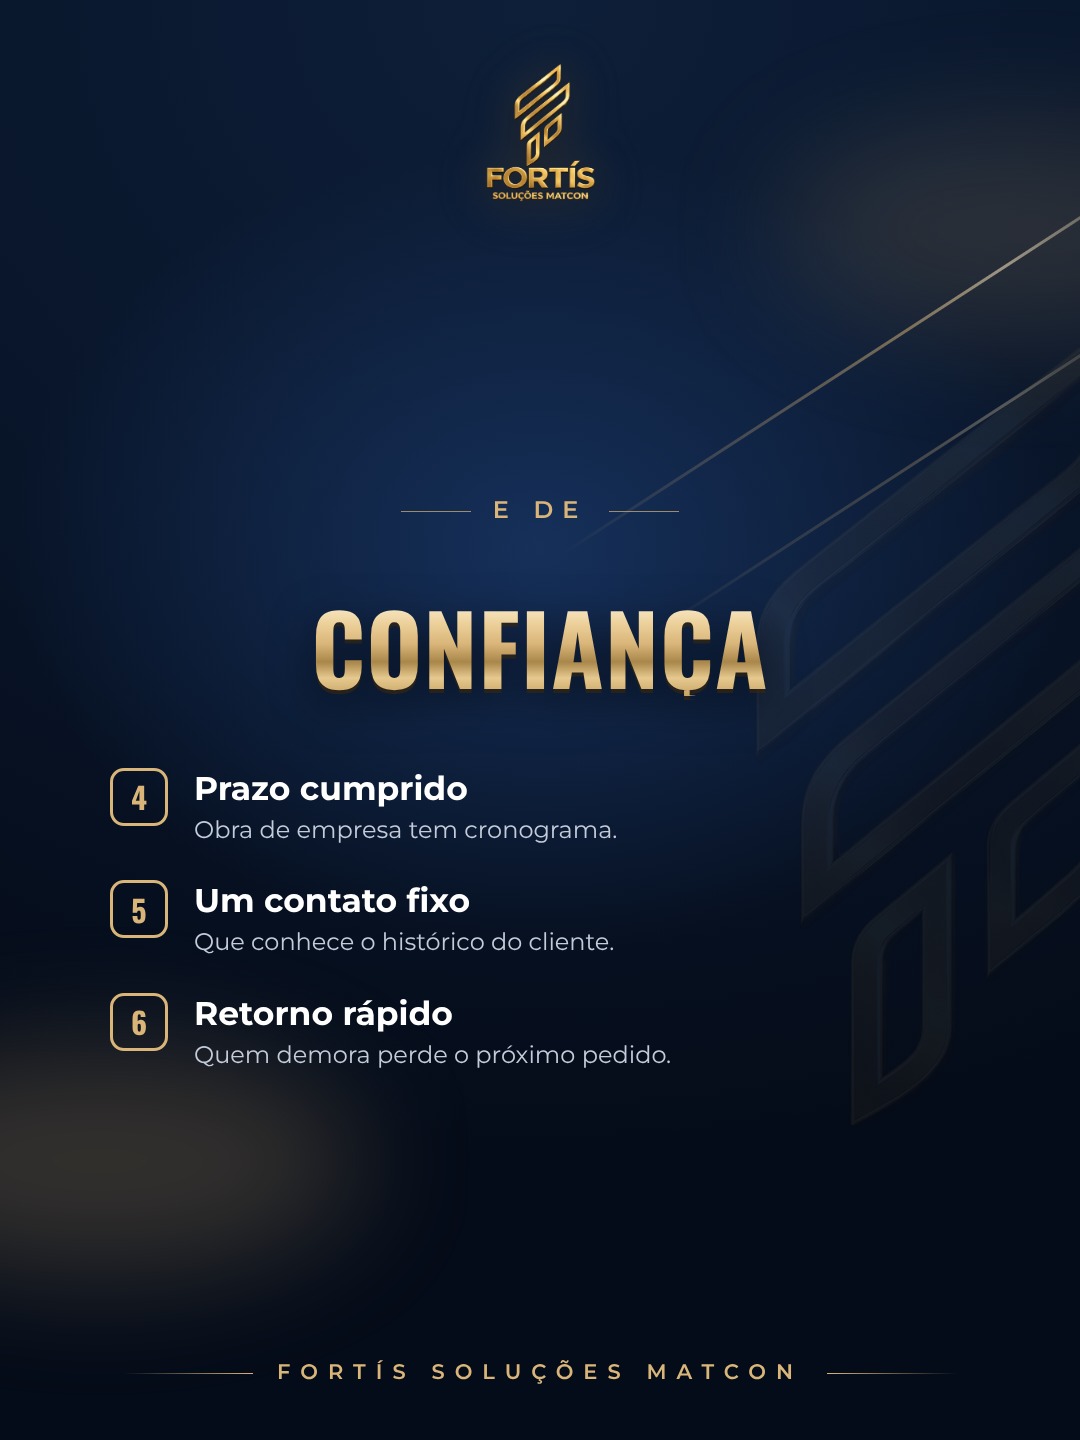 FORTÍS
SOLUÇÕES MATCON
E DE
CONFIANÇA
4
Prazo cumprido
Obra de empresa tem cronograma.
5
Um contato fixo
Que conhece o histórico do cliente.
6
Retorno rápido
Quem demora perde o próximo pedido.
FORTÍS SOLUÇÕES MATCON